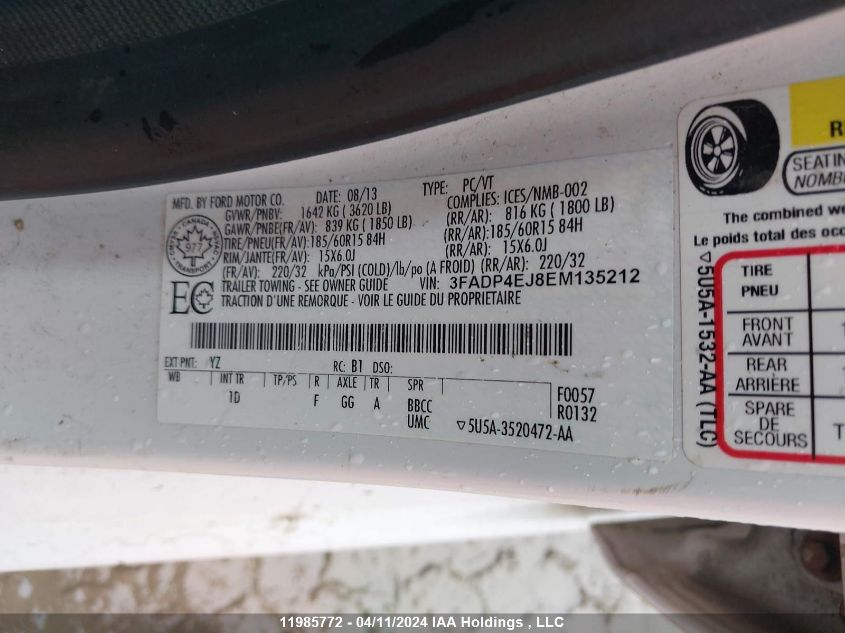 MFD. BY FORD MOTOR CO. DATE: 08/13 TYPE: PC/VT
GVWR/PNBV: 1642 KG ( 3620 LB) COMPLIES: ICES/NMB-002
GAWR/PNBE(FR/AV): 839 KG ( 1850 LB) (RR/AR): 816 KG ( 1800 LB)
TIRE/PNEU(FR/AV):185/60R15 84H (RR/AR):185/60R15 84H
RIM/JANTE(FR/AV): 15X6.0J (RR/AR): 15X6.0J
(FR/AV): 220/32 kPa/PSI (COLD)/lb/po (A FROID) (RR/AR): 220/32
TRAILER TOWING - SEE OWNER GUIDE VIN: 3FADP4EJ8EM135212
TRACTION D'UNE REMORQUE - VOIR LE GUIDE DU PROPRIETAIRE
CANADA
977
TRANSPORT
EC
EXT PNT: YZ RC: B1 DSO:
WB INT TR TP/PS R AXLE TR SPR
1D F GG A BBCC
UMC
F0057
R0132
▽5U5A-3520472-AA
R
SEATIN
NOMB
The combined we
Le poids total des occ
▽5U5A-1532-AA (TLC)
TIRE
PNEU
FRONT
AVANT
REAR
ARRIÈRE
SPARE
DE
SECOURS
T
11985772 - 04/11/2024 IAA Holdings , LLC